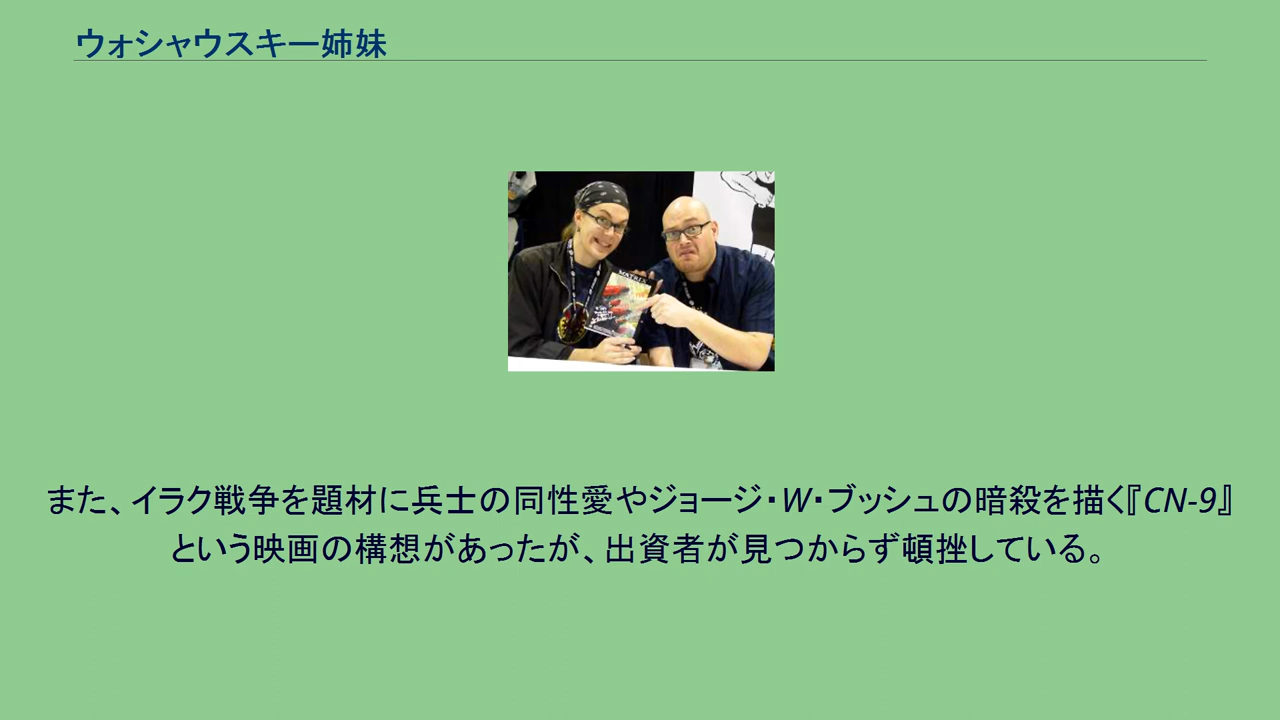 ウォシャウスキー姉妹
MATRIX
また、イラク戦争を題材に兵士の同性愛やジョージ・W・ブッシュの暗殺を描く『CN-9』
という映画の構想があったが、出資者が見つからず頓挫している。